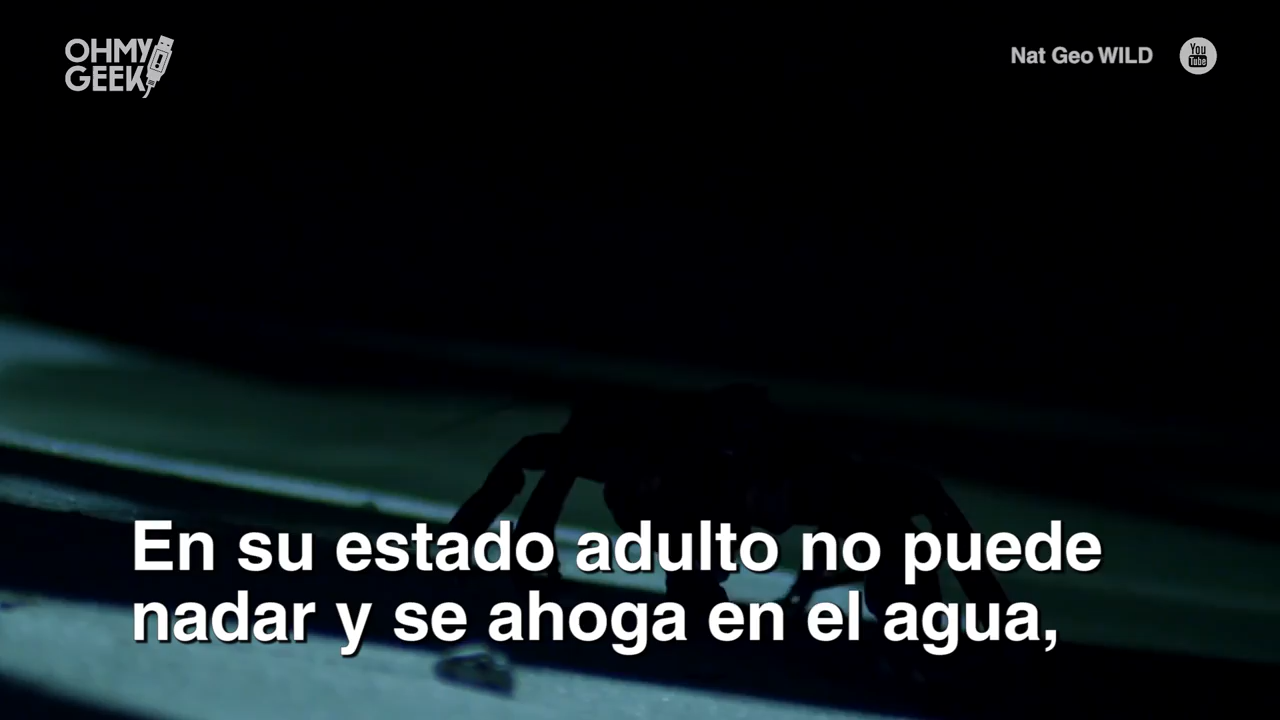 OHMY
GEEK
Nat Geo WILD
You
Tube
En su estado adulto no puede
nadar y se ahoga en el agua,